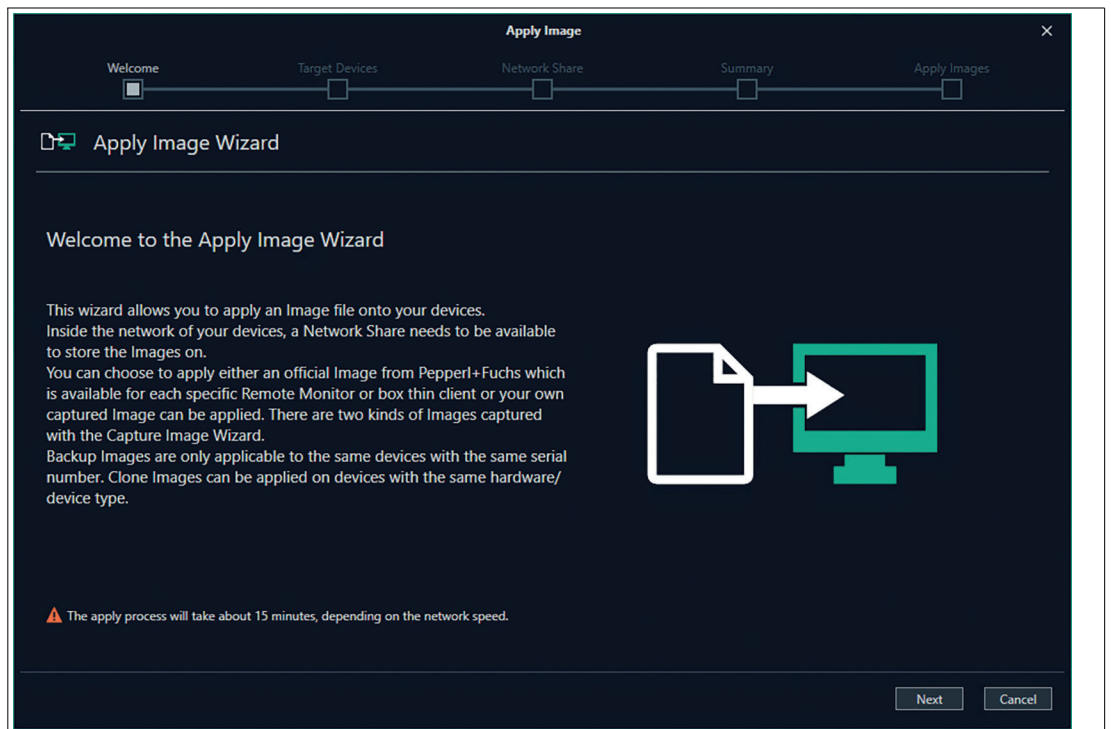 Apply Image
Welcome
Target Devices
Network Share
Summary
Apply Images
Apply Image Wizard
Welcome to the Apply Image Wizard
This wizard allows you to apply an Image file onto your devices.
Inside the network of your devices, a Network Share needs to be available
to store the Images on.
You can choose to apply either an official Image from Pepperl+Fuchs which
is available for each specific Remote Monitor or box thin client or your own
captured Image can be applied. There are two kinds of Images captured
with the Capture Image Wizard.
Backup Images are only applicable to the same devices with the same serial
number. Clone Images can be applied on devices with the same hardware/
device type.
The apply process will take about 15 minutes, depending on the network speed.
Next
Cancel